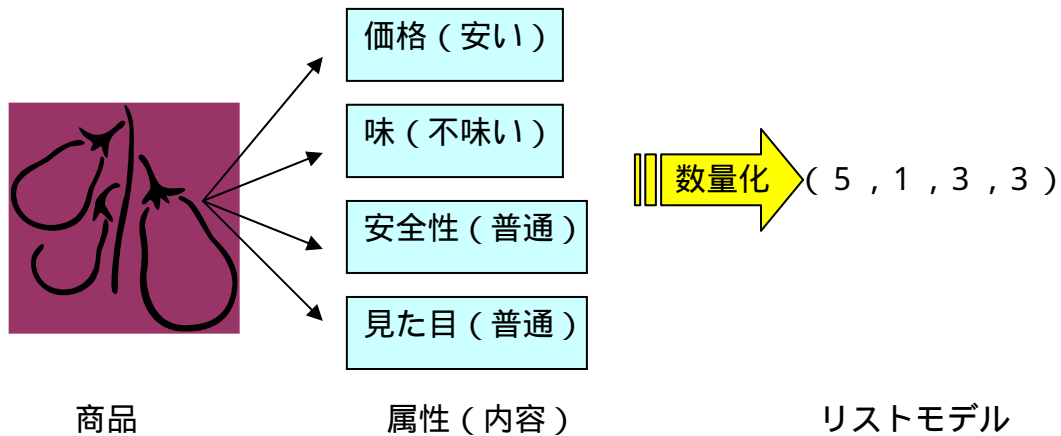 価格（安い）
味（不味い）
安全性（普通）
見た目（普通）
数量化
（５，１，３，３）
商品
属性（内容）
リストモデル